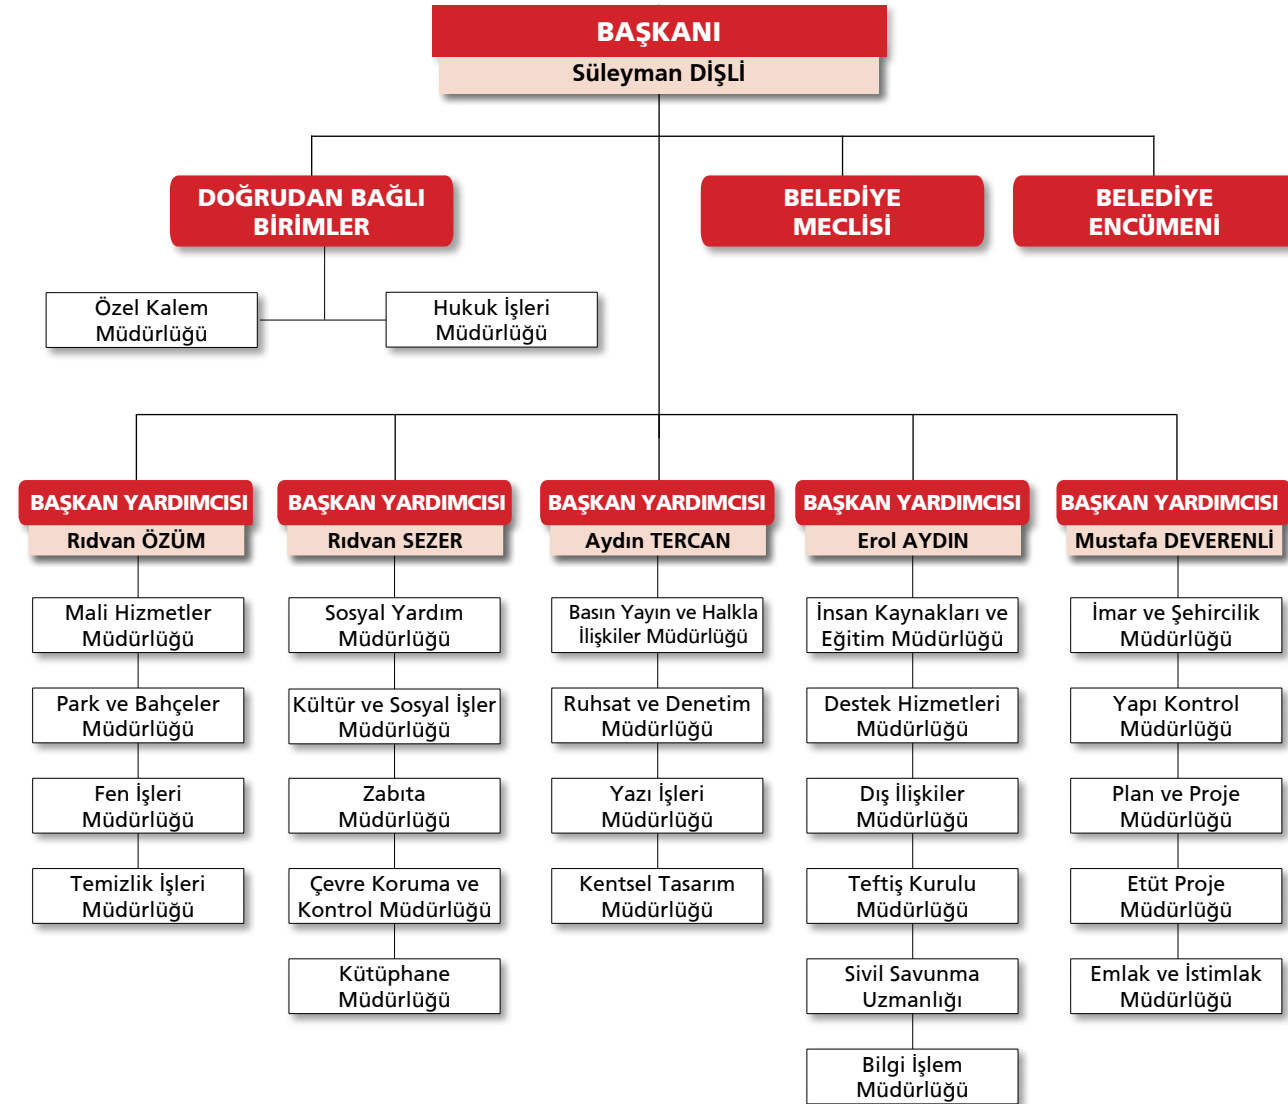 BAŞKANI
Süleyman DİŞLİ
DOĞRUDAN BAĞLI
BİRİMLER
BELEDİYE
MECLİSİ
BELEDİYE
ENCÜMENİ
Özel Kalem
Müdürlüğü
Hukuk İşleri
Müdürlüğü
BAŞKAN YARDIMCISI
Rıdvan ÖZÜM
Mali Hizmetler
Müdürlüğü
Park ve Bahçeler
Müdürlüğü
Fen İşleri
Müdürlüğü
Temizlik İşleri
Müdürlüğü
BAŞKAN YARDIMCISI
Rıdvan SEZER
Sosyal Yardım
Müdürlüğü
Kültür ve Sosyal İşler
Müdürlüğü
Zabıta
Müdürlüğü
Çevre Koruma ve
Kontrol Müdürlüğü
Kütüphane
Müdürlüğü
BAŞKAN YARDIMCISI
Aydın TERCAN
Basın Yayın ve Halkla
İlişkiler Müdürlüğü
Ruhsat ve Denetim
Müdürlüğü
Yazı İşleri
Müdürlüğü
Kentsel Tasarım
Müdürlüğü
BAŞKAN YARDIMCISI
Erol AYDIN
İnsan Kaynakları ve
Eğitim Müdürlüğü
Destek Hizmetleri
Müdürlüğü
Dış İlişkiler
Müdürlüğü
Teftiş Kurulu
Müdürlüğü
Sivil Savunma
Uzmanlığı
Bilgi İşlem
Müdürlüğü
BAŞKAN YARDIMCISI
Mustafa DEVERENLİ
İmar ve Şehircilik
Müdürlüğü
Yapı Kontrol
Müdürlüğü
Plan ve Proje
Müdürlüğü
Etüt Proje
Müdürlüğü
Emlak ve İstimlak
Müdürlüğü